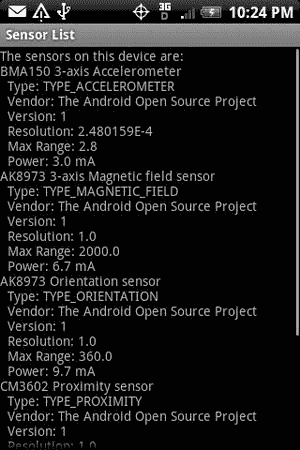 3G
D
10:24 PM
Sensor List
The sensors on this device are:
BMA150 3-axis Accelerometer
Type: TYPE_ACCELEROMETER
Vendor: The Android Open Source Project
Version: 1
Resolution: 2.480159E-4
Max Range: 2.8
Power: 3.0 mA
AK8973 3-axis Magnetic field sensor
Type: TYPE_MAGNETIC_FIELD
Vendor: The Android Open Source Project
Version: 1
Resolution: 1.0
Max Range: 2000.0
Power: 6.7 mA
AK8973 Orientation sensor
Type: TYPE_ORIENTATION
Vendor: The Android Open Source Project
Version: 1
Resolution: 1.0
Max Range: 360.0
Power: 9.7 mA
CM3602 Proximity sensor
Type: TYPE_PROXIMITY
Vendor: The Android Open Source Project
Version: 1
Resolution: 1.0